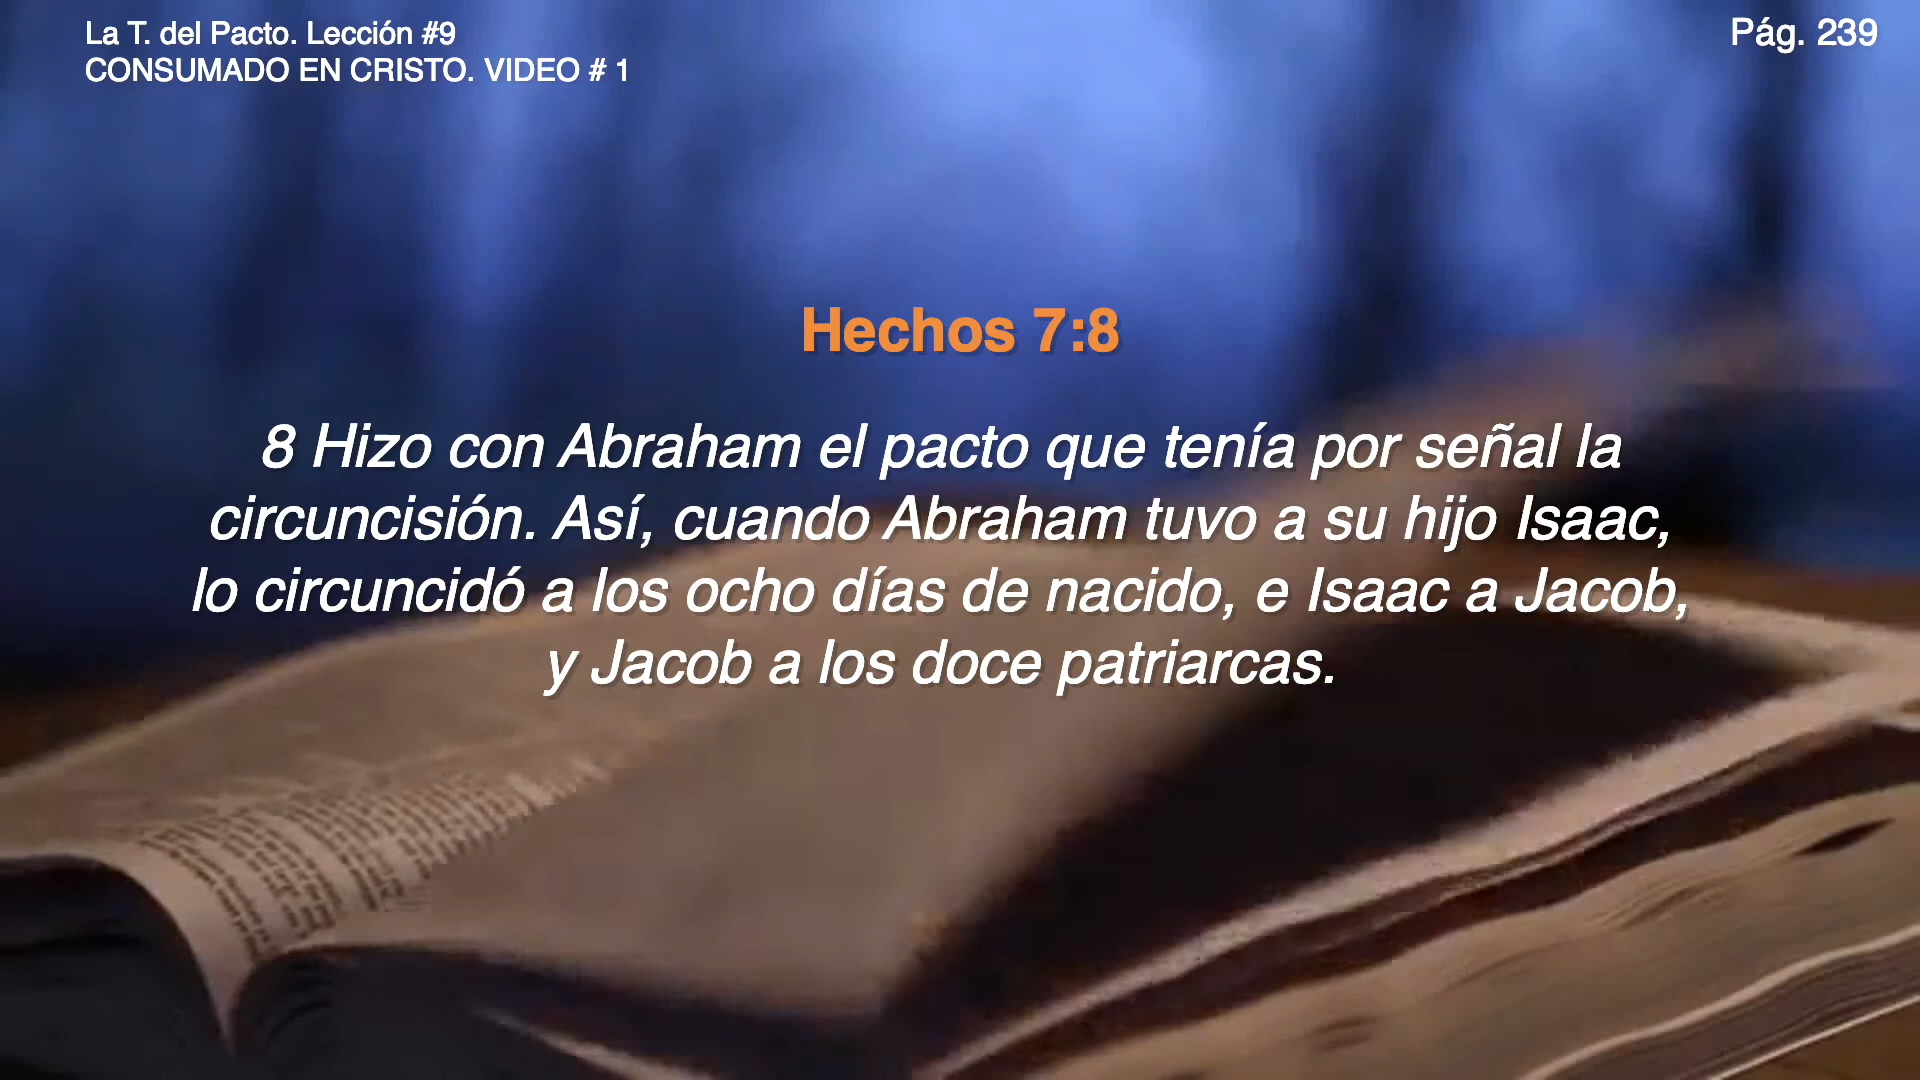 La T. del Pacto. Lección #9
CONSUMADO EN CRISTO. VIDEO # 1
Pág. 239
Hechos 7:8
8 Hizo con Abraham el pacto que tenía por señal la
circuncisión. Así, cuando Abraham tuvo a su hijo Isaac,
lo circuncidó a los ocho días de nacido, e Isaac a Jacob,
y Jacob a los doce patriarcas.